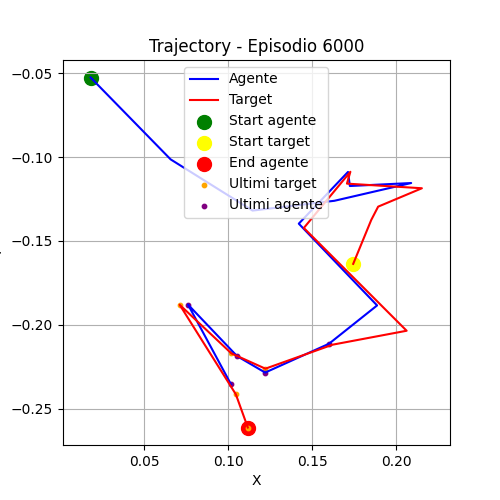 Trajectory - Episodio 6000
Agente
Target
Start agente
Start target
End agente
Ultimi target
Ultimi agente
−0.05
−0.10
−0.15
−0.20
−0.25
0.05 0.10 0.15 0.20
X